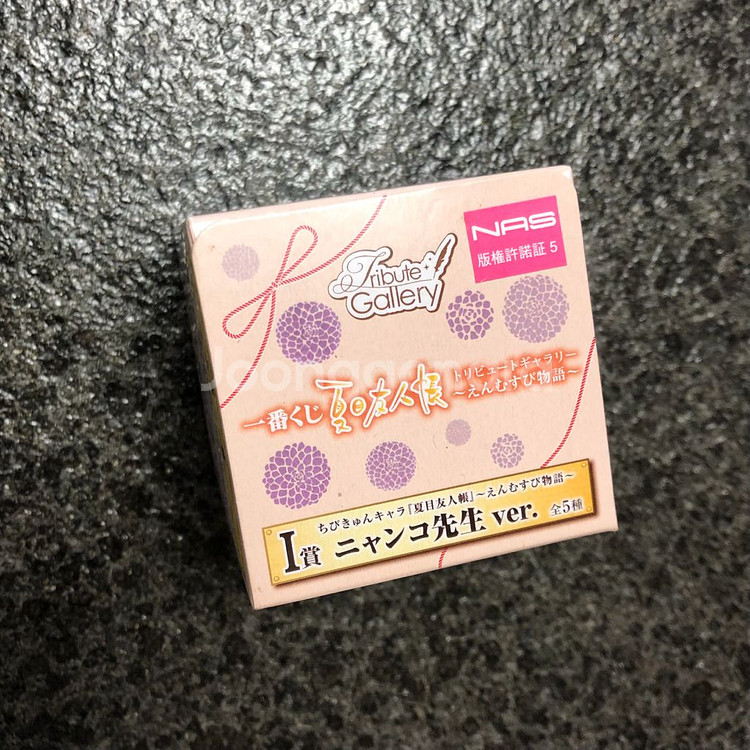 NAS
版権許諾証 5
Tribute
Gallery
一番くじ 夏目友人帳 トリビュートギャラリー
~えんむすび物語~
ちびきゅんキャラ『夏目友人帳』~えんむすび物語~
I賞 ニャンコ先生 ver. 全5種